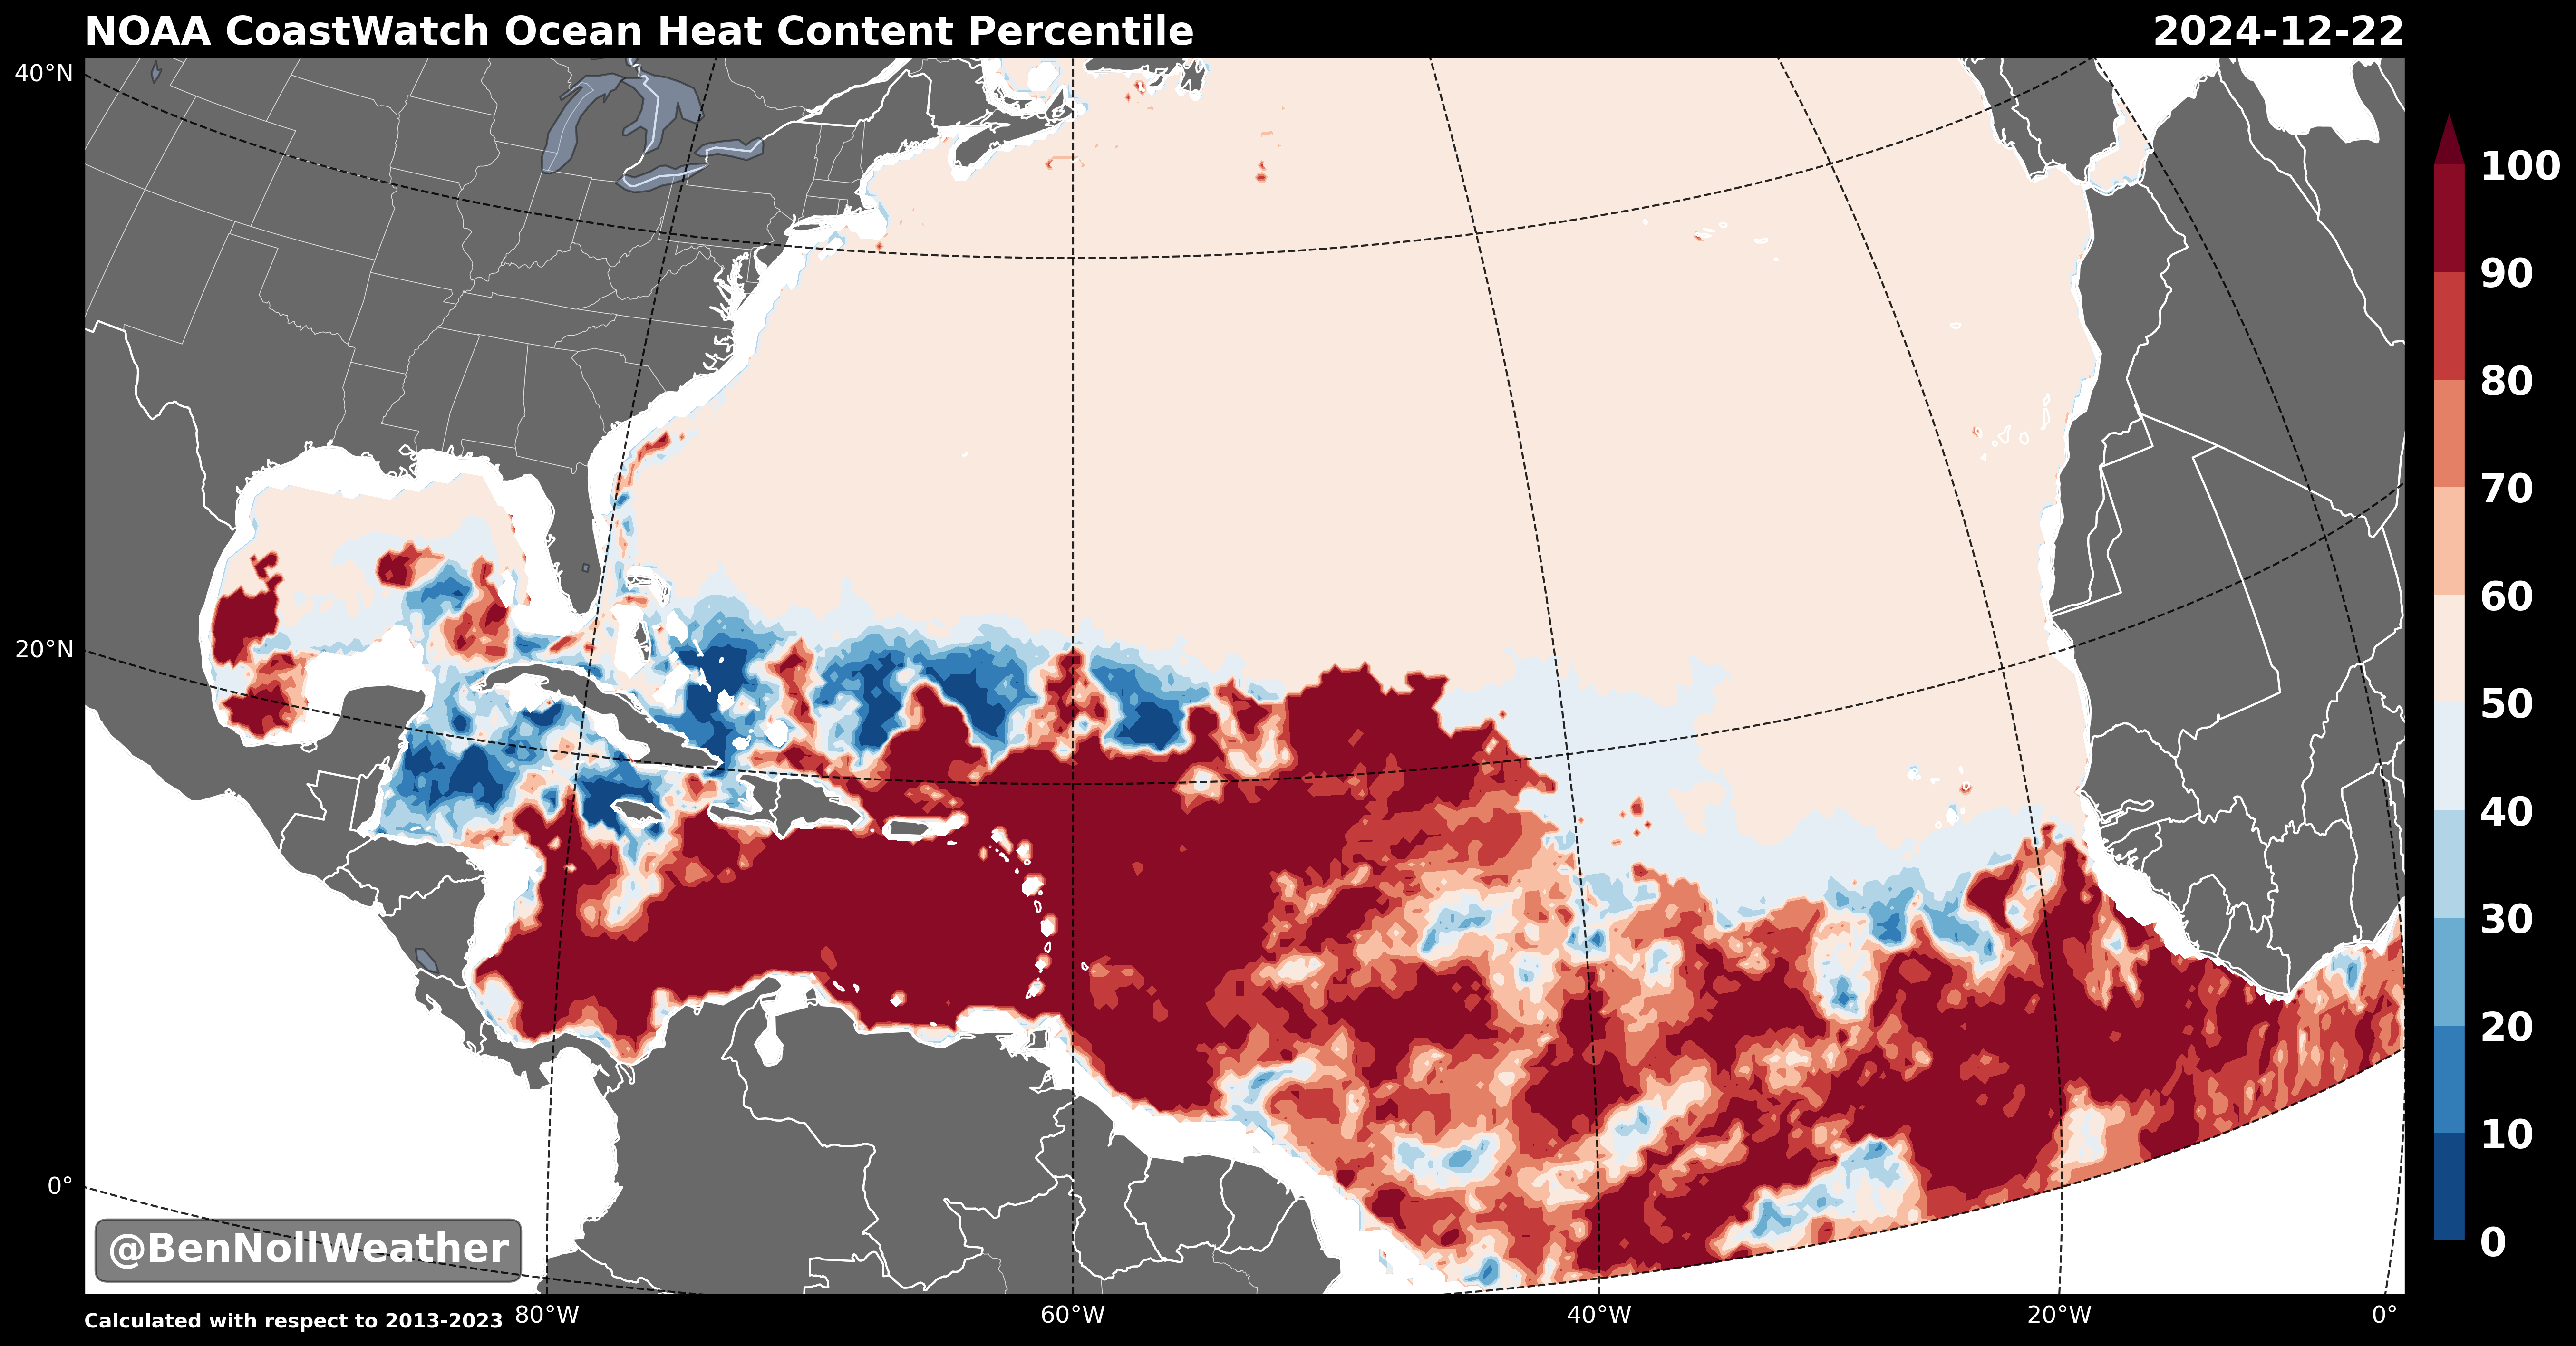 NOAA CoastWatch Ocean Heat Content Percentile 2024-12-22
40°N
20°N
0°
100
90
80
70
60
50
40
30
20
10
0
@BenNollWeather
Calculated with respect to 2013-2023
80°W 60°W 40°W 20°W 0°